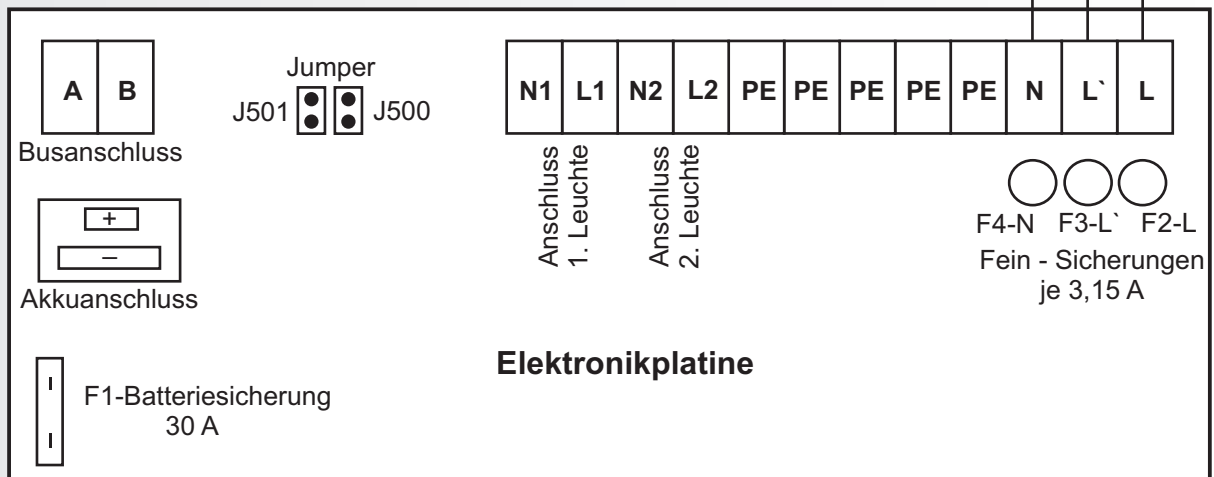 A B
Busanschluss
Jumper
J501 J500
N1 L1 N2 L2 PE PE PE PE PE N L` L
Anschluss
1. Leuchte
Anschluss
2. Leuchte
F4-N F3-L` F2-L
Fein - Sicherungen
je 3,15 A
+
–
Akkuanschluss
Elektronikplatine
F1-Batteriesicherung
30 A